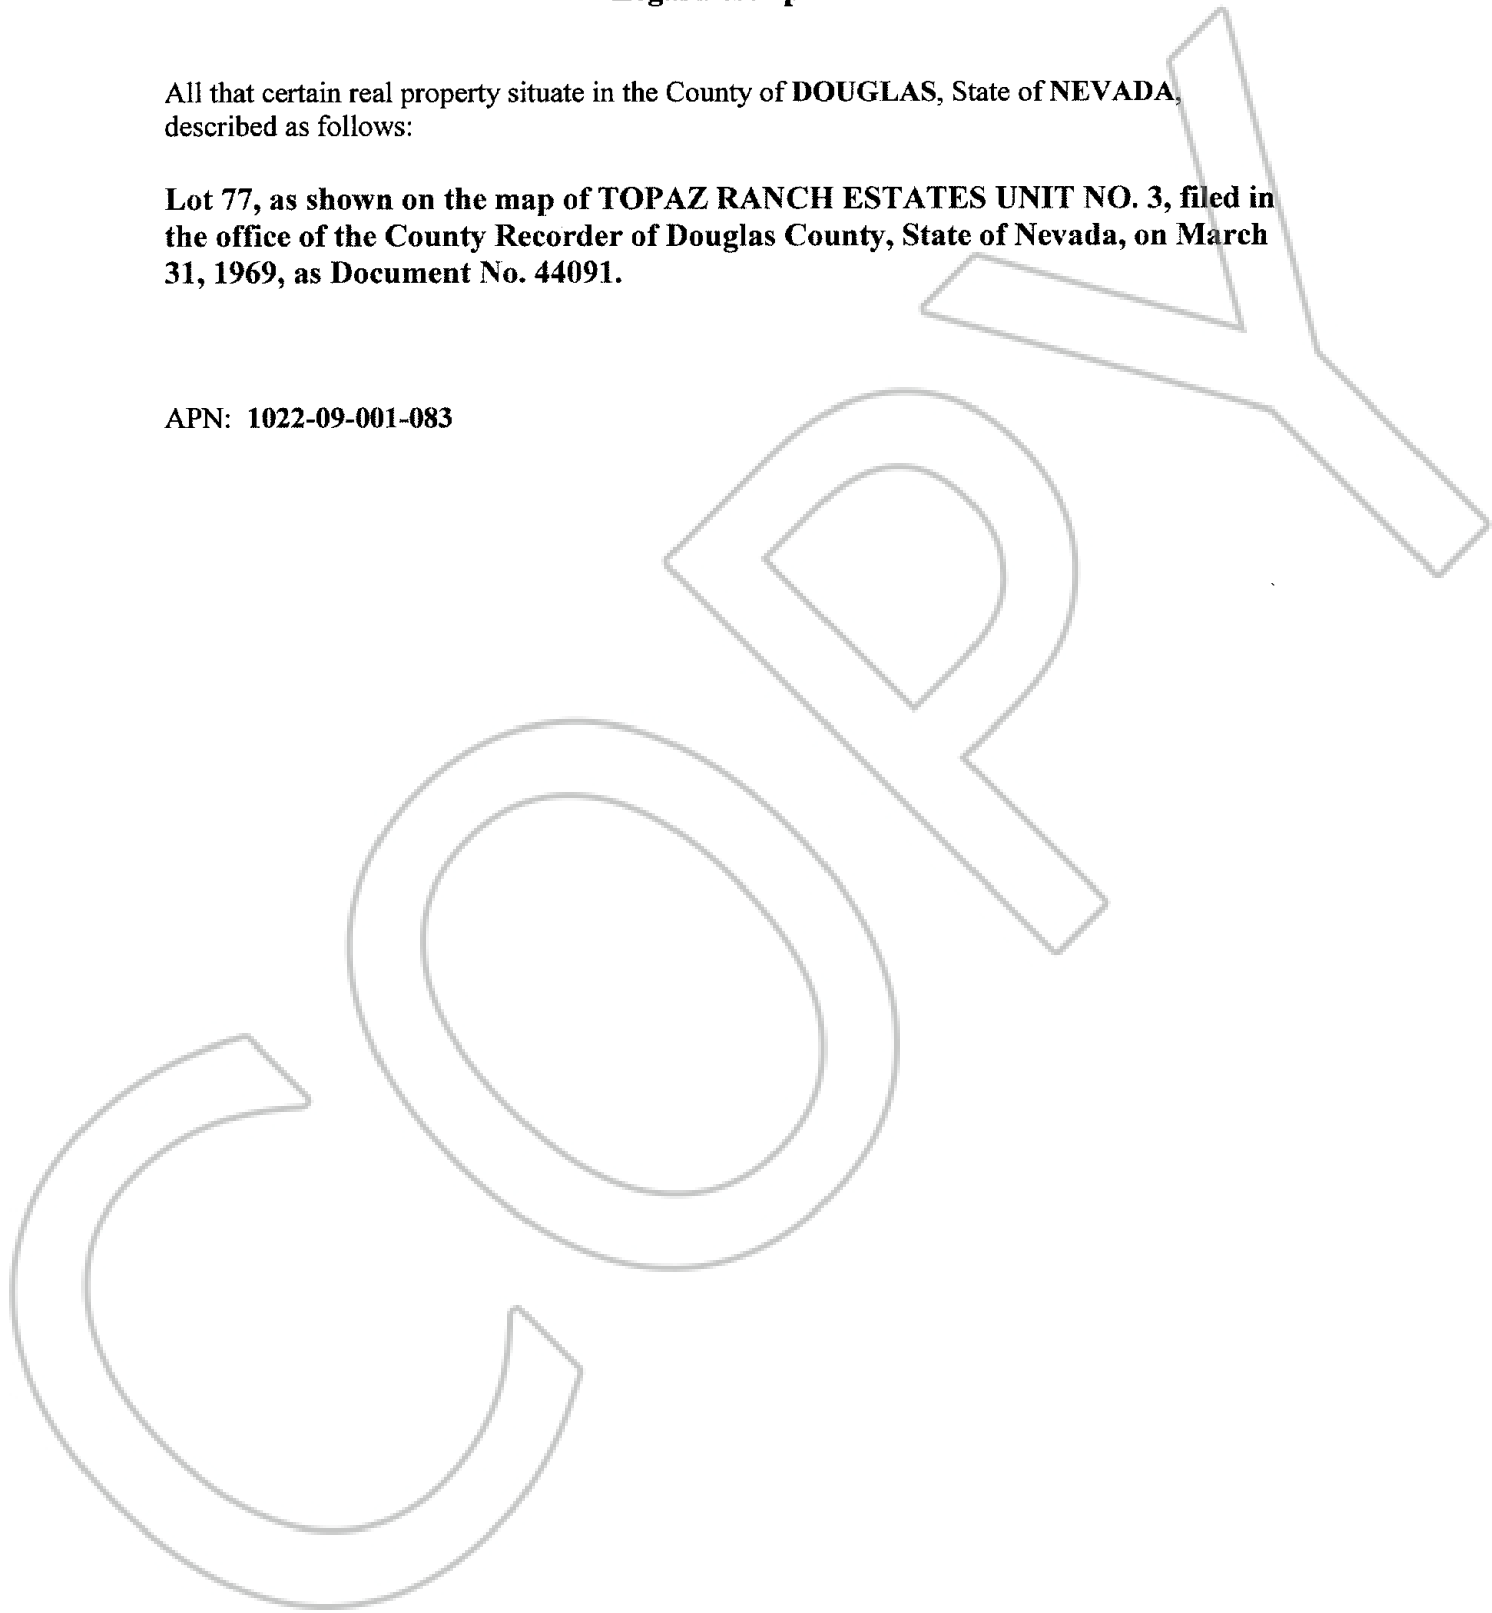 All that certain real property situate in the County of DOUGLAS, State of NEVADA,
described as follows:
Lot 77, as shown on the map of TOPAZ RANCH ESTATES UNIT NO. 3, filed in
the office of the County Recorder of Douglas County, State of Nevada, on March
31, 1969, as Document No. 44091.
APN: 1022-09-001-083
COPY